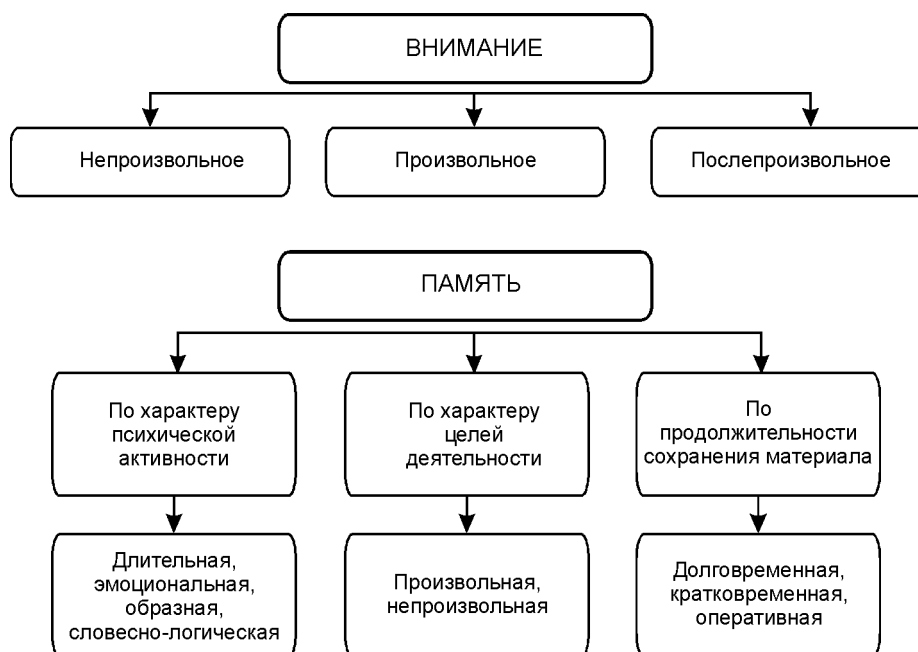 ВНИМАНИЕ
Непроизвольное
Произвольное
Послепроизвольное
ПАМЯТЬ
По характеру
психической
активности
По характеру
целей
деятельности
По
продолжительности
сохранения материала
Длительная,
эмоциональная,
образная,
словесно-логическая
Произвольная,
непроизвольная
Долговременная,
кратковременная,
оперативная